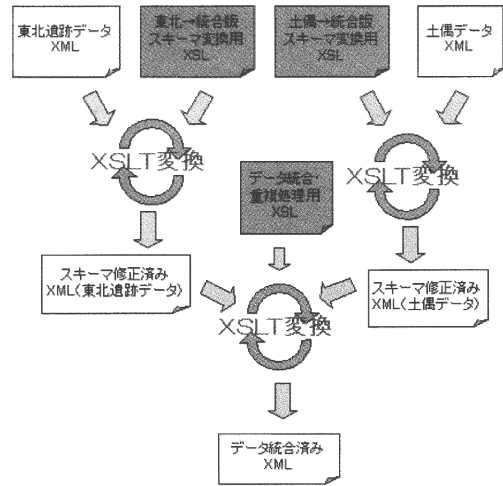 東北遺跡データ
XML
東北→統合版
スキーマ変換用
XSL
土偶→統合版
スキーマ変換用
XSL
土偶データ
XML
XSLT変換
XSLT変換
データ統合・
重複処理用
XSL
スキーマ修正済み
XML(東北遺跡データ)
XSLT変換
スキーマ修正済み
XML(土偶データ)
データ統合済み
XML